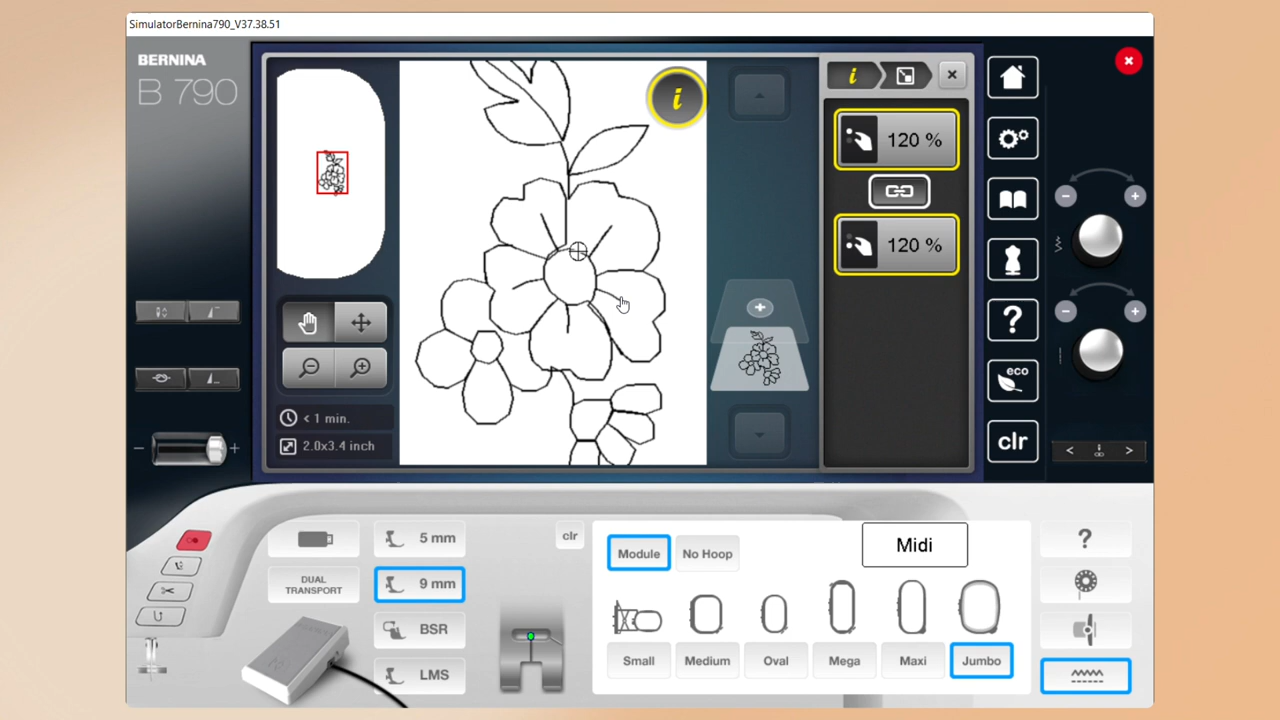 SimulatorBernina790_V37.38.51
BERNINA
B 790
i
i
120 %
120 %
< 1 min.
2.0x3.4 inch
?
eco
clr
DUAL
TRANSPORT
5 mm
9 mm
BSR
LMS
clr
Module
No Hoop
Midi
Small
Medium
Oval
Mega
Maxi
Jumbo
?